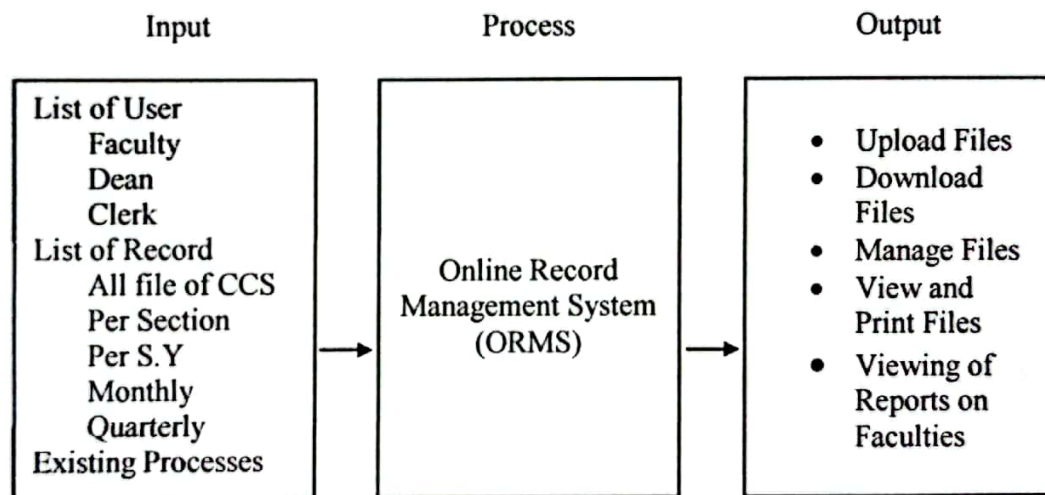 Input
Process
Output
List of User
Faculty
Dean
Clerk
List of Record
All file of CCS
Per Section
Per S.Y
Monthly
Quarterly
Existing Processes
Online Record
Management System
(ORMS)
• Upload Files
• Download
Files
• Manage Files
• View and
Print Files
• Viewing of
Reports on
Faculties